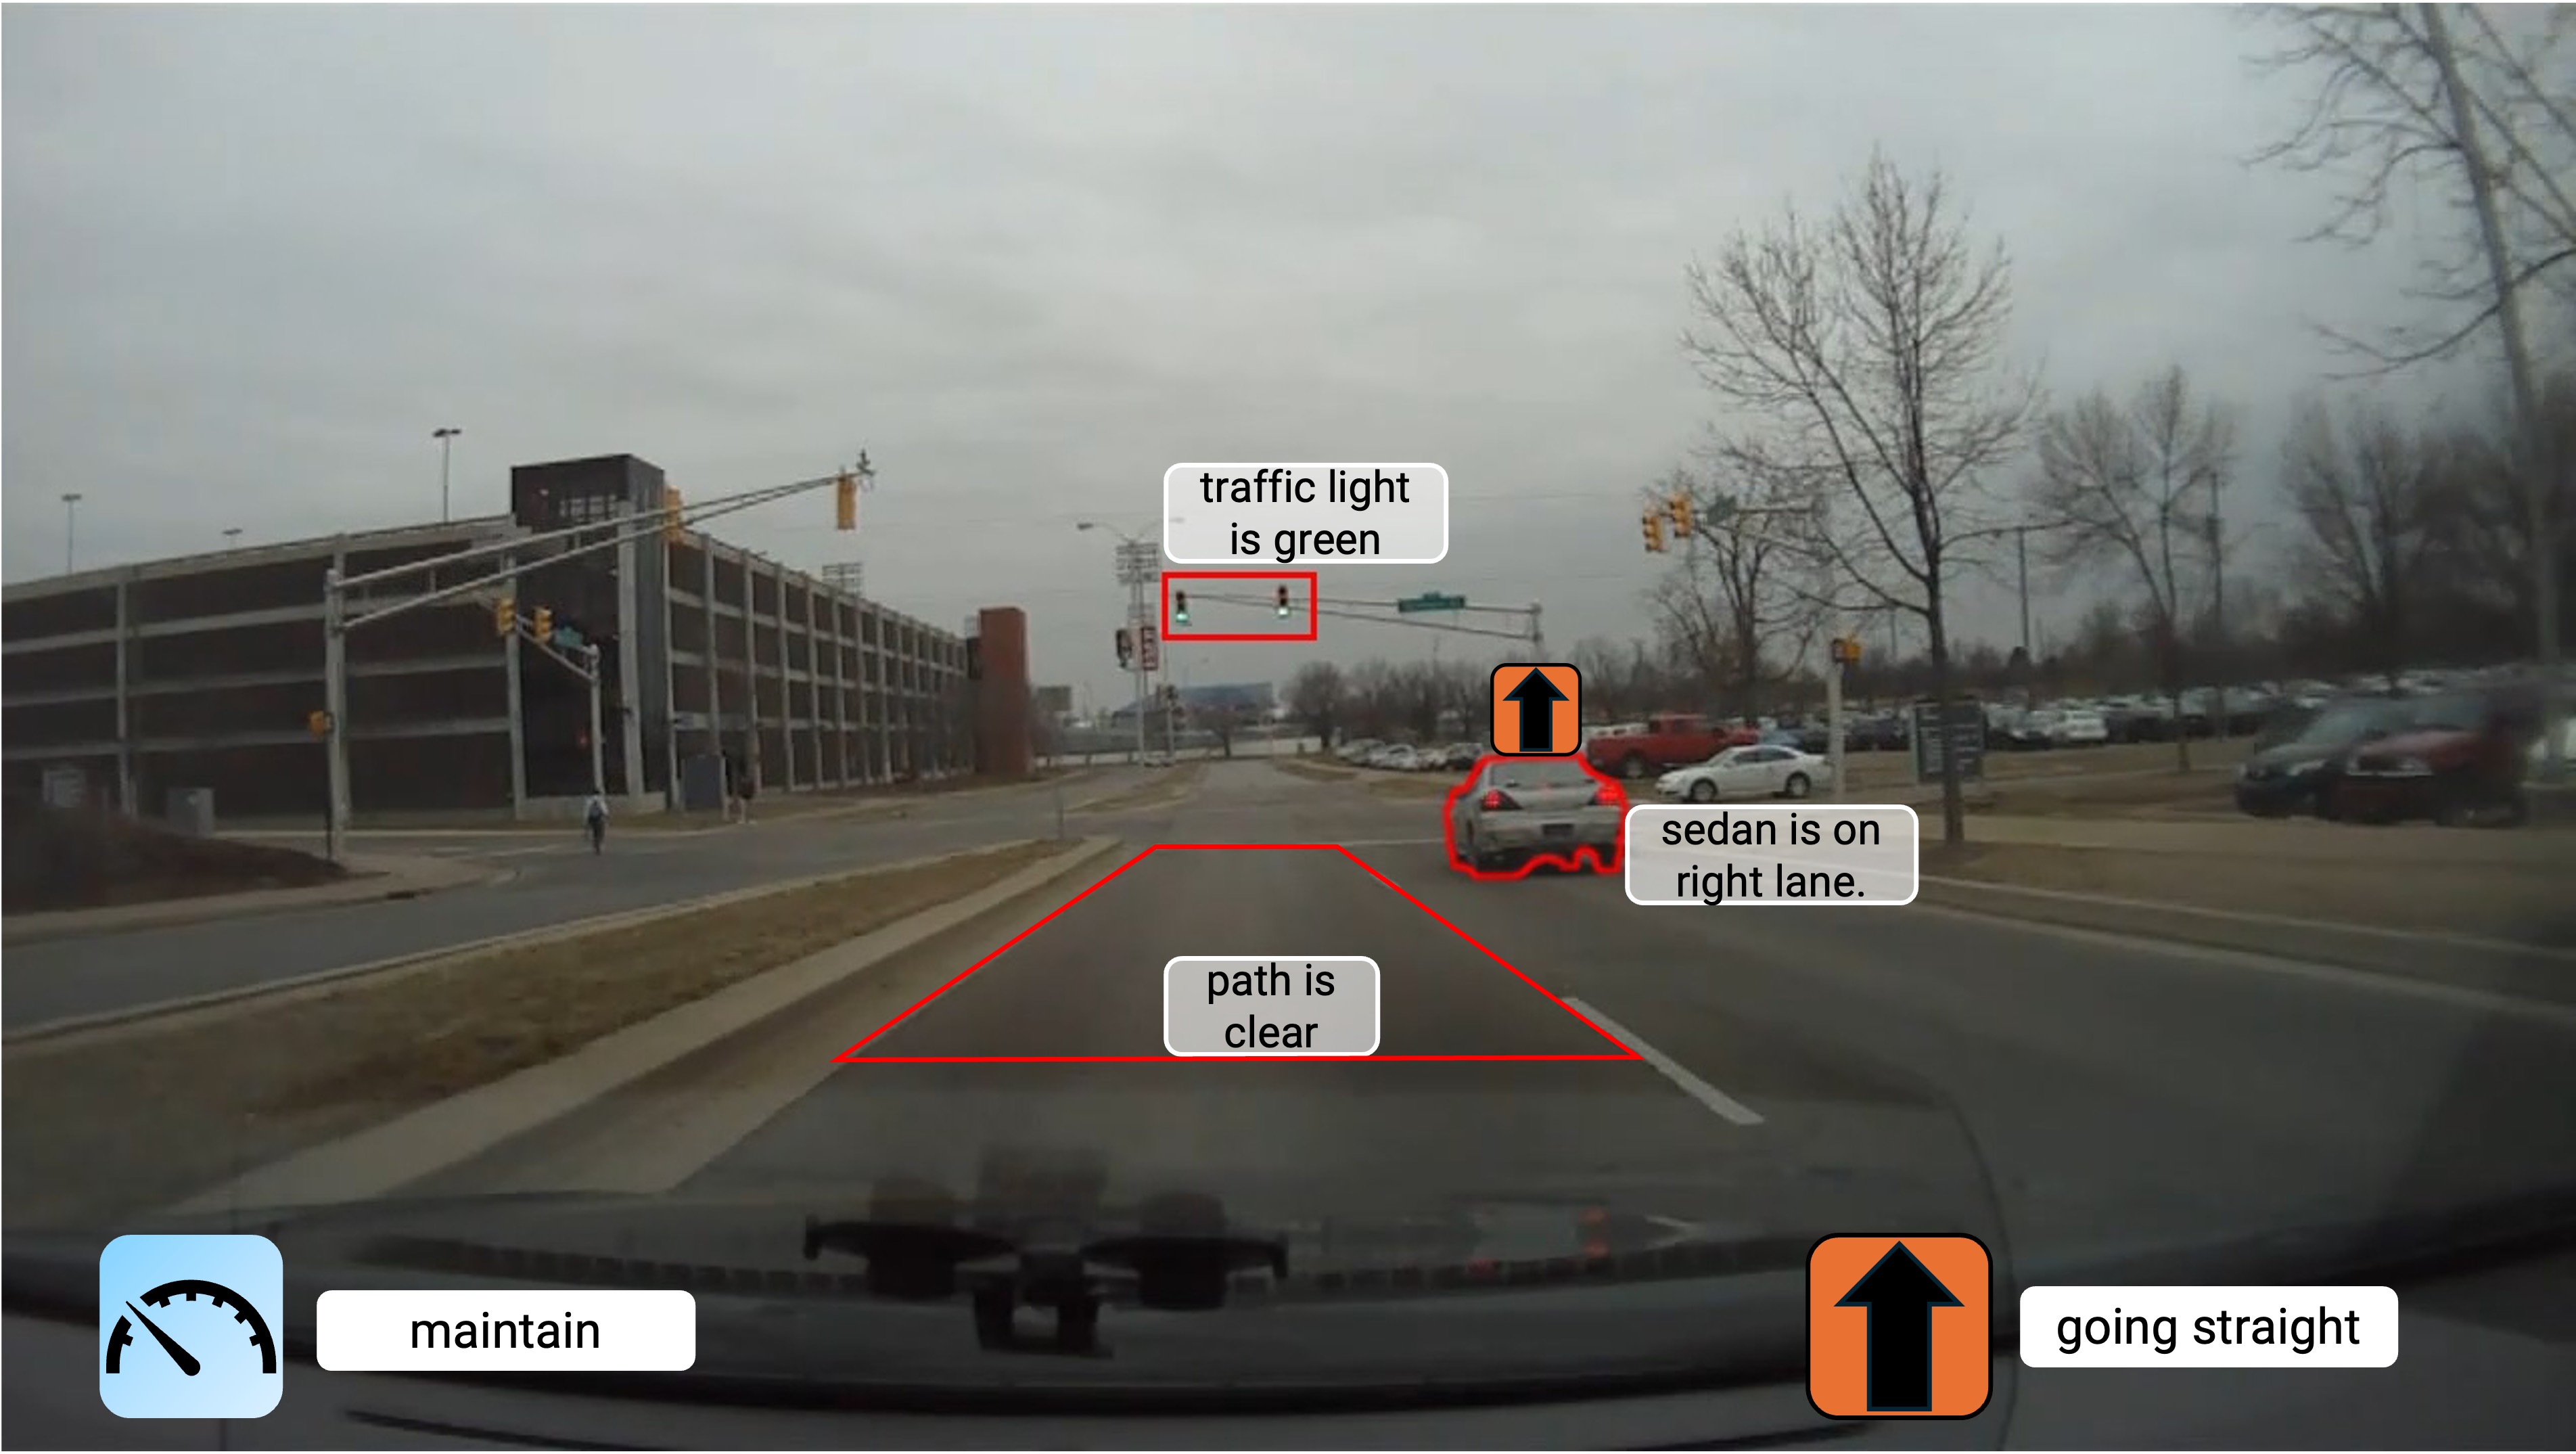 traffic light
is green
sedan is on
right lane.
path is
clear
maintain
going straight